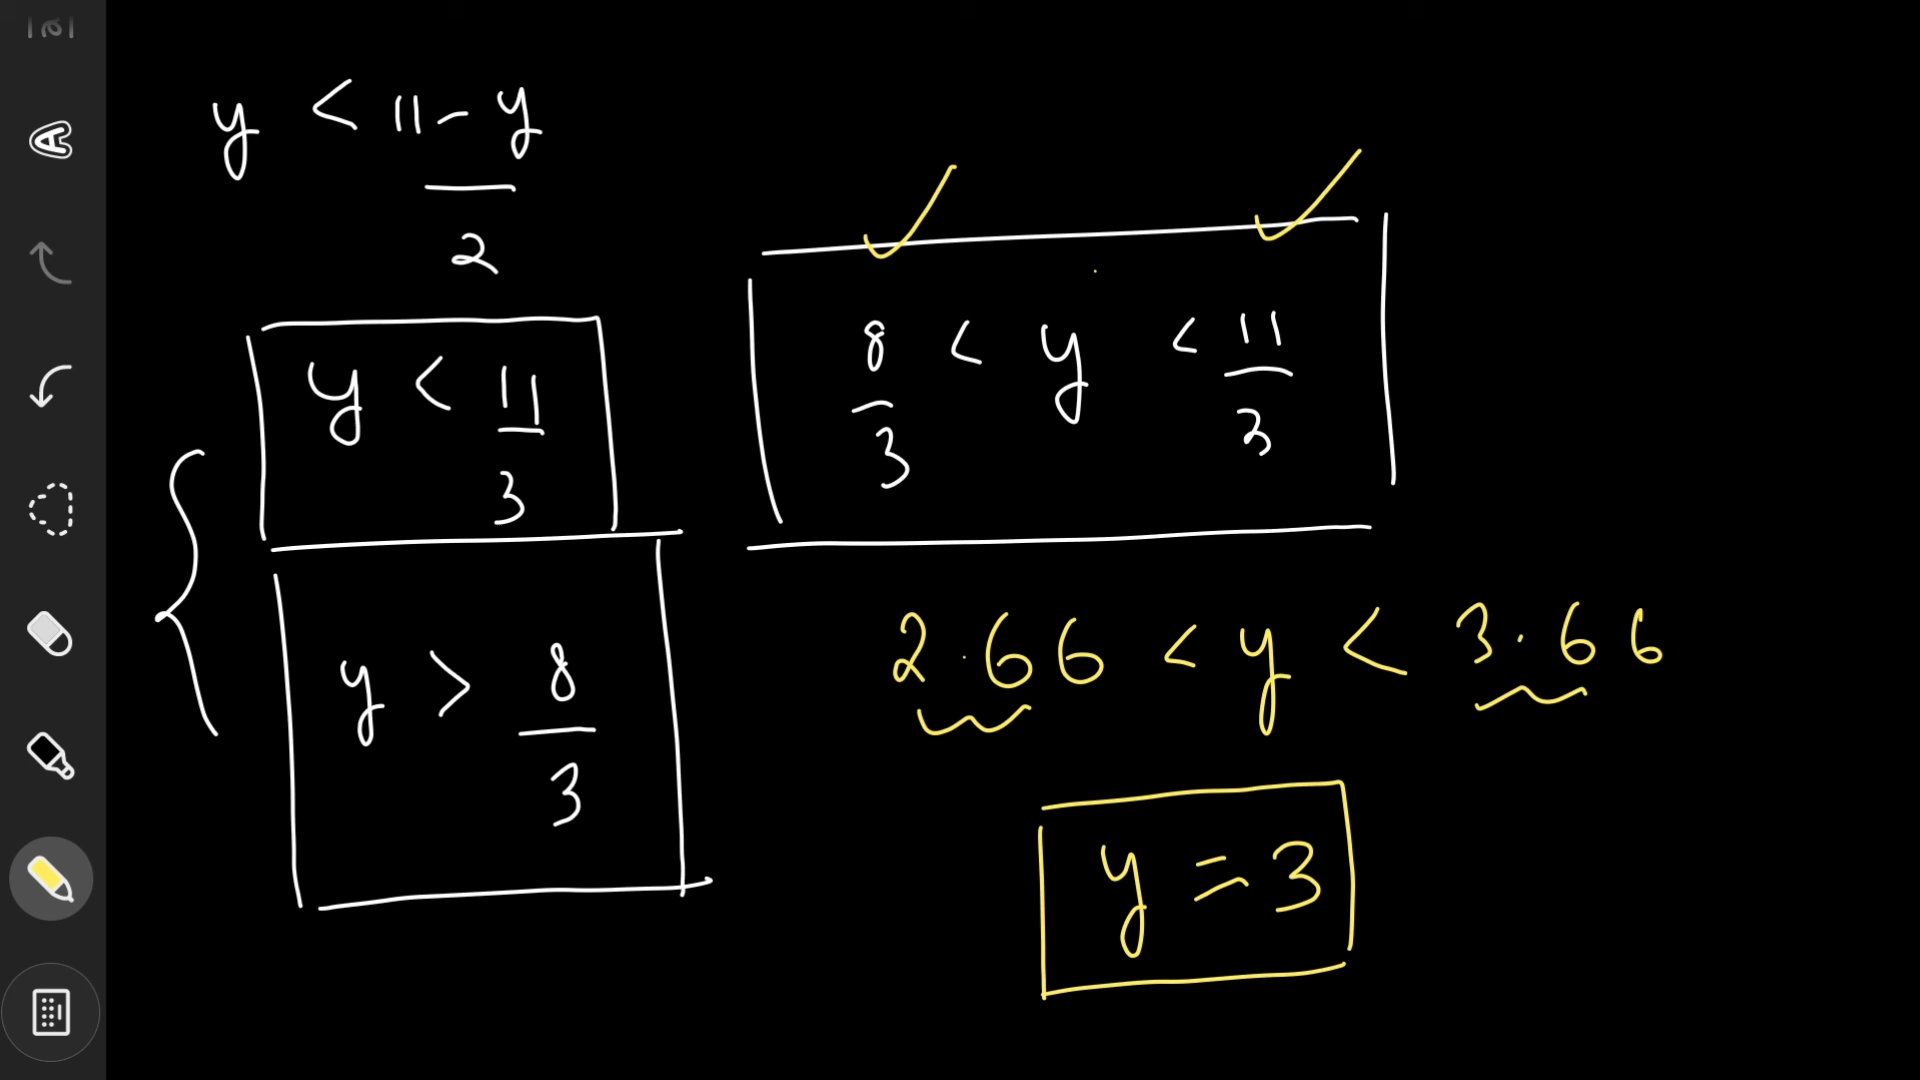 y < 11 - y
2
y < 11
3
y > 8
3
8 < y < 11
3 3
2.66 < y < 3.66
y = 3